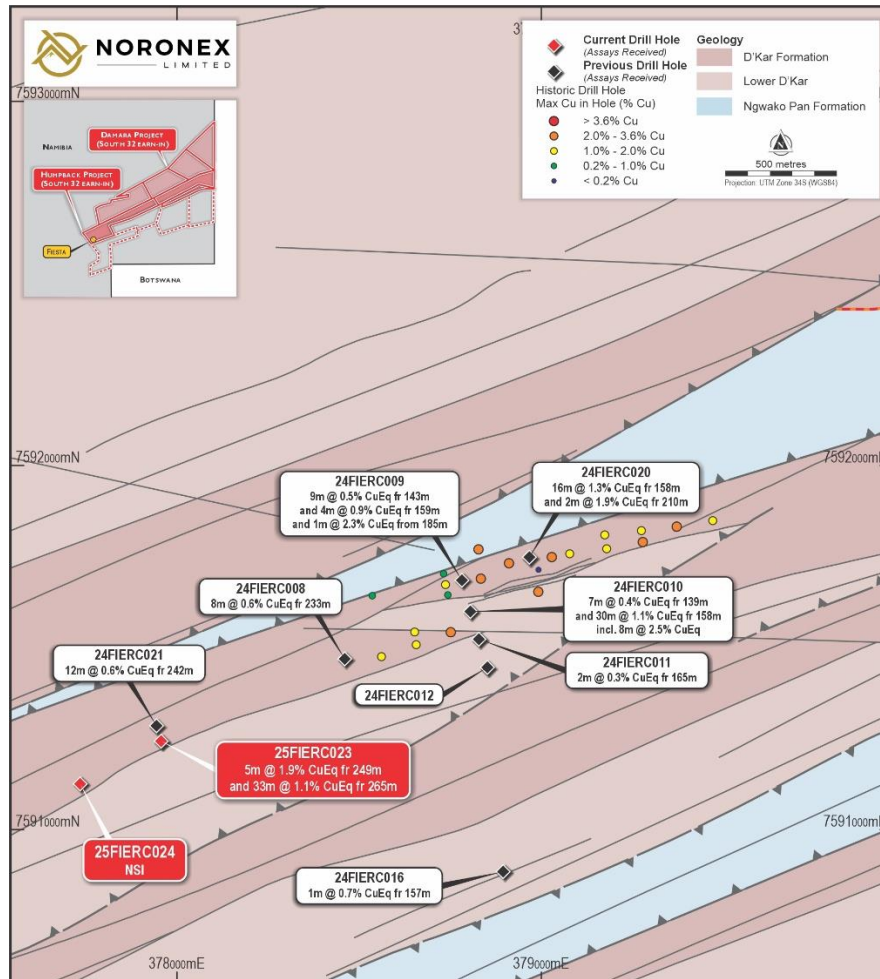 NORONEX
LIMITED
NAMIBIA
DAMARA PROJECT
(SOUTH 32 EARN-IN)
HUMPBACK PROJECT
(SOUTH 32 EARN-IN)
FIESTA
BOTSWANA
Current Drill Hole
(Assays Received)
Previous Drill Hole
(Assays Received)
Historic Drill Hole
Max Cu in Hole (% Cu)
> 3.6% Cu
2.0% - 3.6% Cu
1.0% - 2.0% Cu
0.2% - 1.0% Cu
< 0.2% Cu
Geology
D'Kar Formation
Lower D'Kar
Ngwako Pan Formation
500 metres
Projection: UTM Zone 34S (WGS84)
7593000mN
7592000mN
7592000mN
24FIERC009
9m @ 0.5% CuEq fr 143m
and 4m @ 0.9% CuEq fr 159m
and 1m @ 2.3% CuEq from 185m
24FIERC020
16m @ 1.3% CuEq fr 158m
and 2m @ 1.9% CuEq fr 210m
24FIERC008
8m @ 0.6% CuEq fr 233m
24FIERC010
7m @ 0.4% CuEq fr 139m
and 30m @ 1.1% CuEq fr 158m
incl. 8m @ 2.5% CuEq
24FIERC021
12m @ 0.6% CuEq fr 242m
24FIERC012
24FIERC011
2m @ 0.3% CuEq fr 165m
25FIERC023
5m @ 1.9% CuEq fr 249m
and 33m @ 1.1% CuEq fr 265m
7591000mN
7591000mN
25FIERC024
NSI
24FIERC016
1m @ 0.7% CuEq fr 157m
378000mE
379000mE